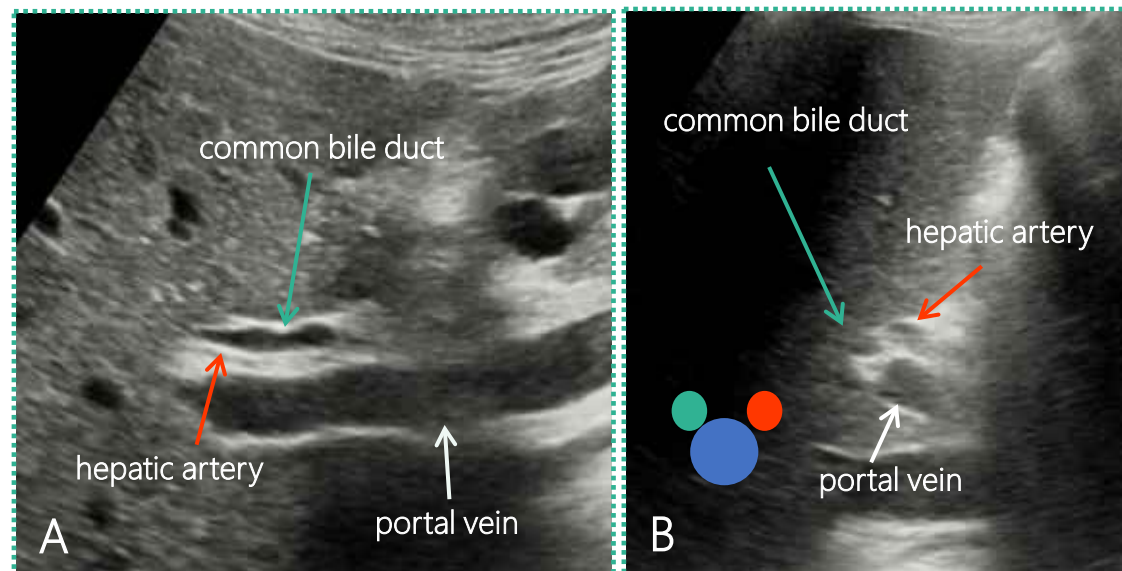 common bile duct
hepatic artery
portal vein
A
common bile duct
hepatic artery
portal vein
B